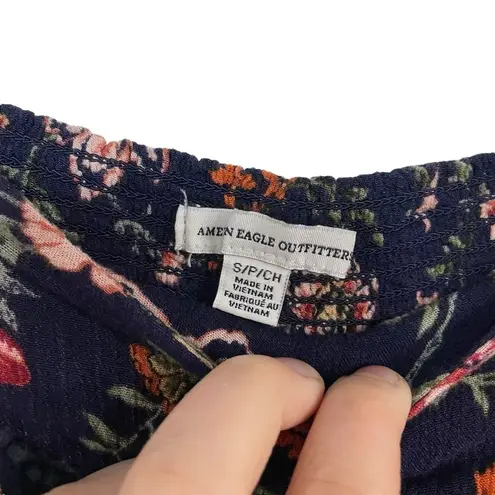 AMEN EAGLE OUTFITTERS
S/P/CH
MADE IN
VIETNAM
FABRIQUÉ AU
VIETNAM